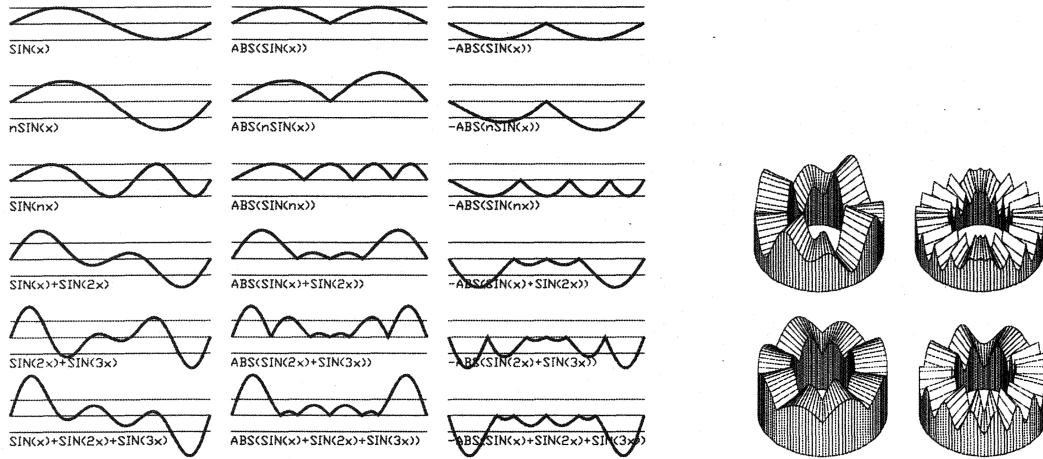 SIN(x) ABS(SIN(x)) -ABS(SIN(x))
nSIN(x) ABS(nSIN(x)) -ABS(nSIN(x))
SIN(nx) ABS(SIN(nx)) -ABS(SIN(nx))
SIN(x)+SIN(2x) ABS(SIN(x)+SIN(2x)) -ABS(SIN(x)+SIN(2x))
SIN(2x)+SIN(3x) ABS(SIN(2x)+SIN(3x)) -ABS(SIN(2x)+SIN(3x))
SIN(x)+SIN(2x)+SIN(3x) ABS(SIN(x)+SIN(2x)+SIN(3x)) -ABS(SIN(x)+SIN(2x)+SIN(3x))